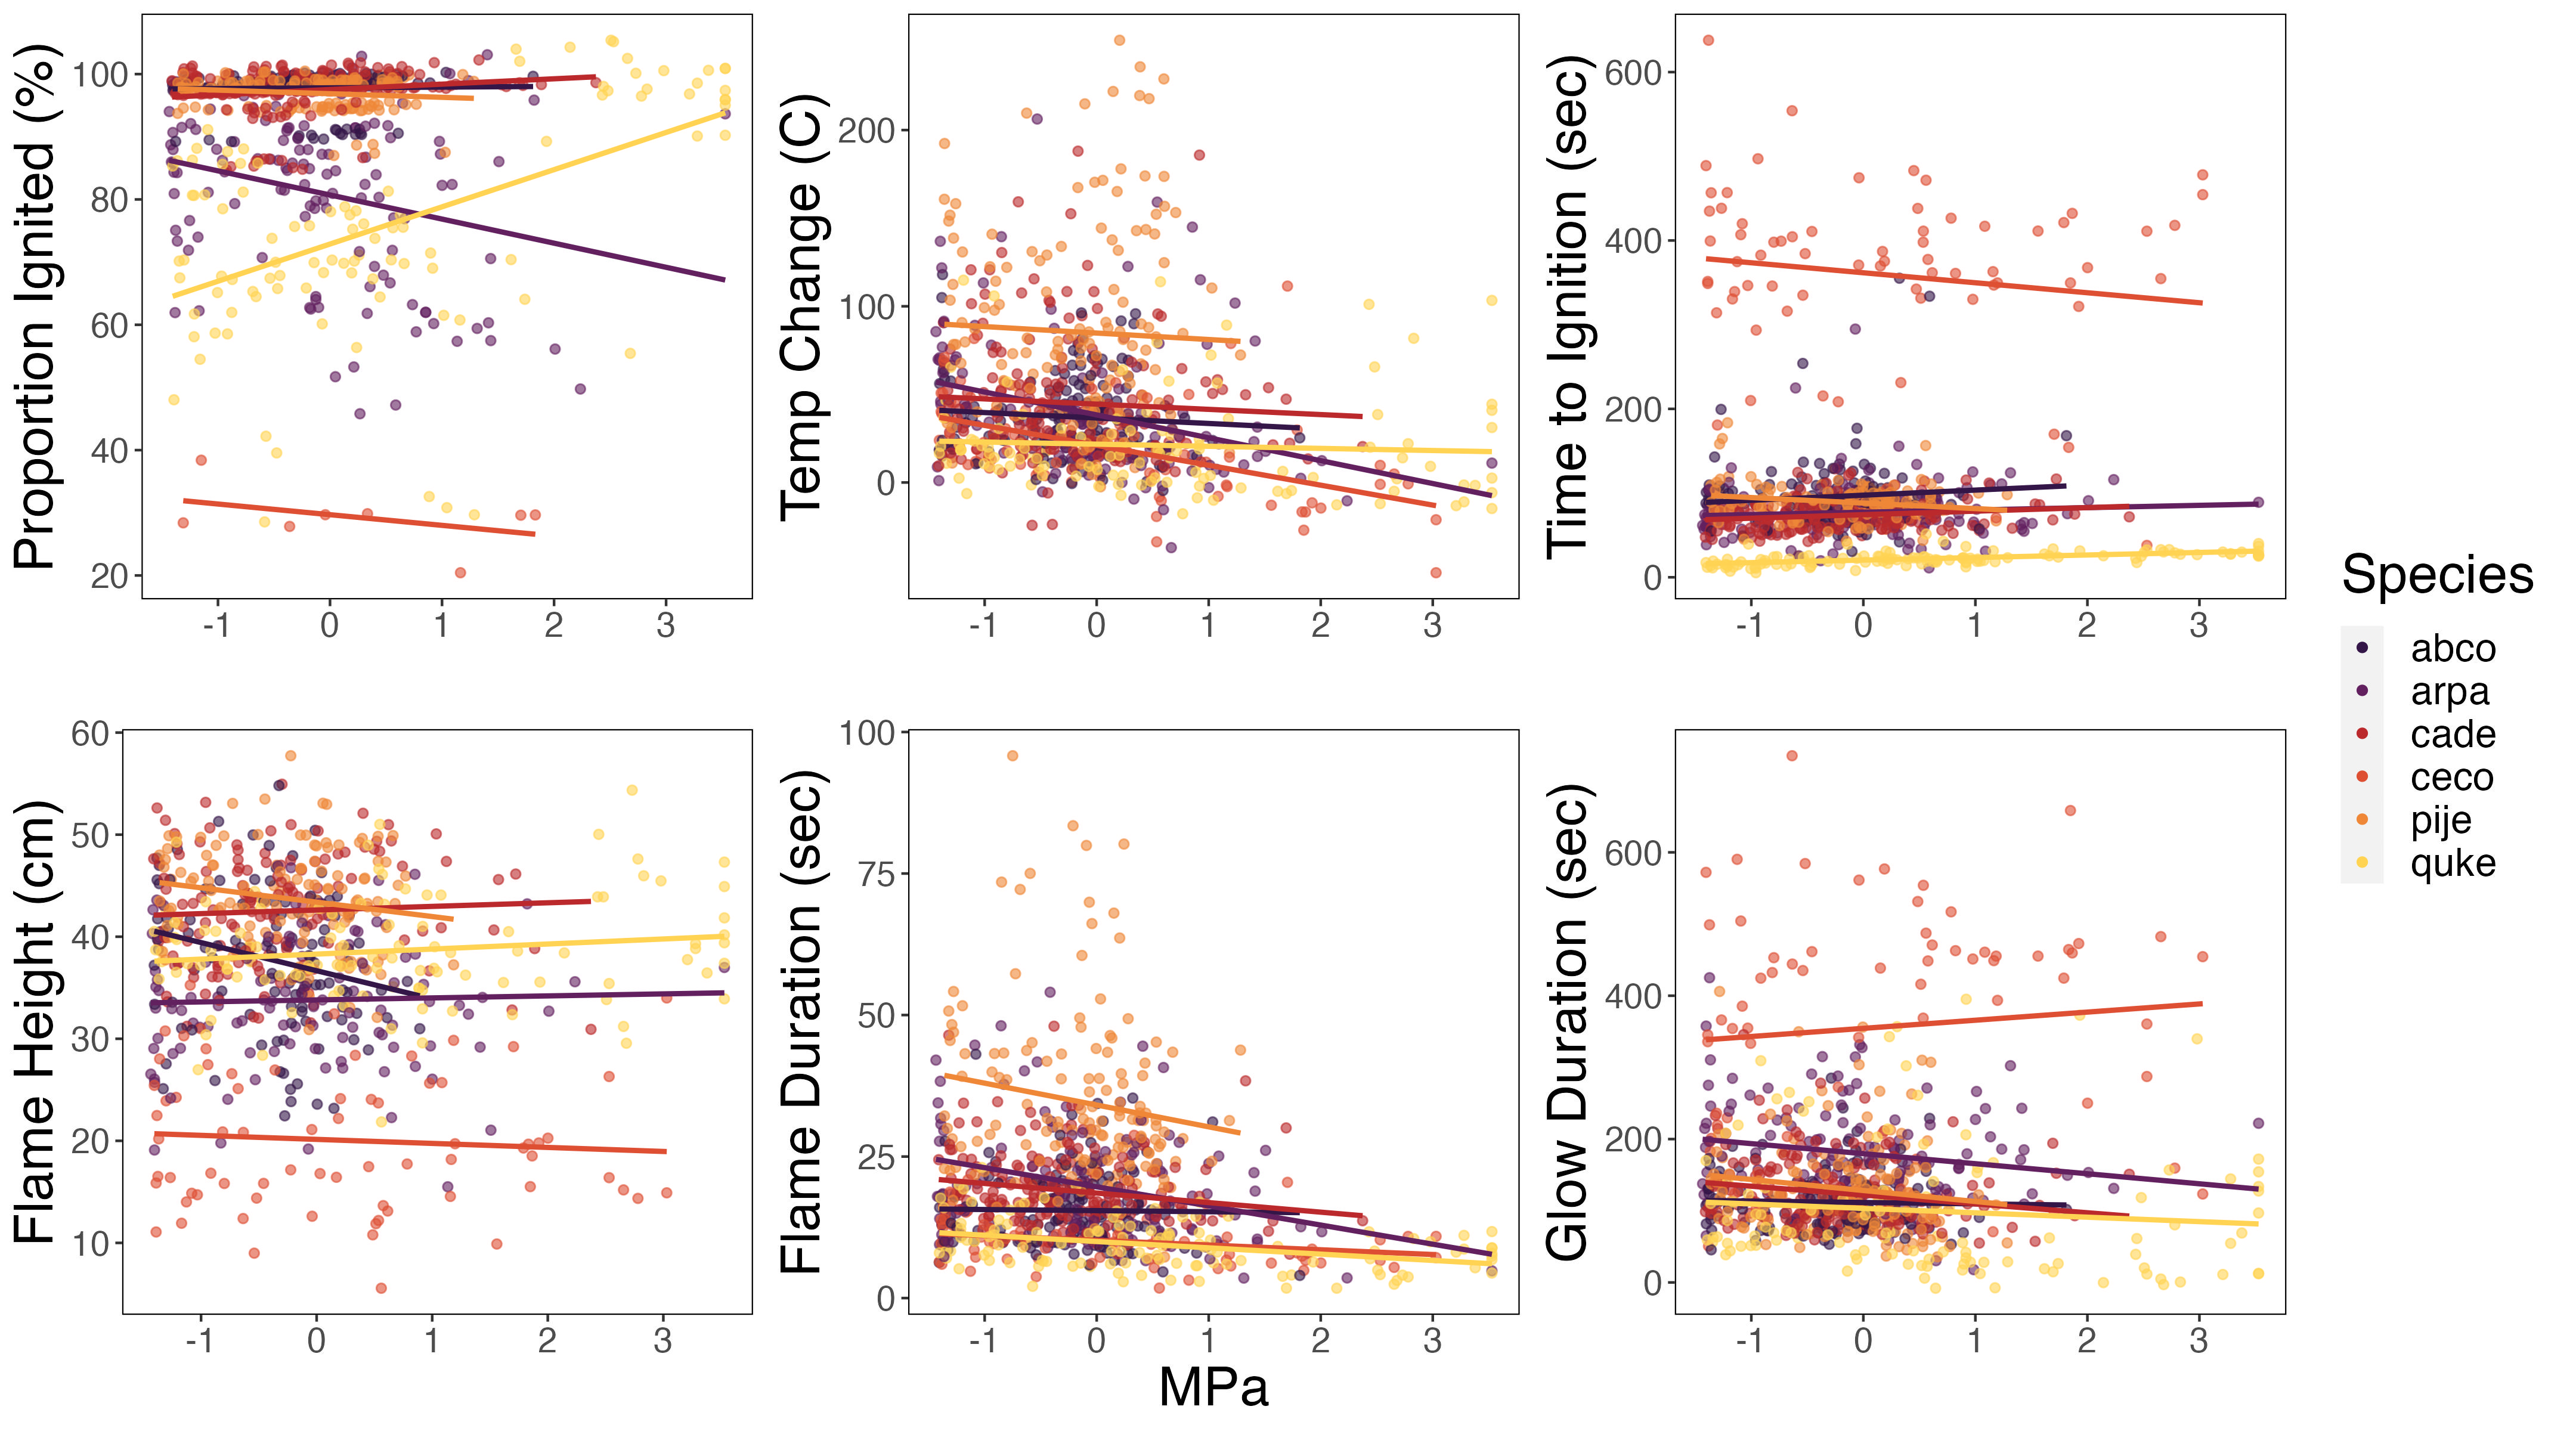 Proportion Ignited (%)
100
80
60
40
20
-1 0 1 2 3
Temp Change (C)
200
100
0
-1 0 1 2 3
Time to Ignition (sec)
600
400
200
0
-1 0 1 2 3
Flame Height (cm)
60
50
40
30
20
10
-1 0 1 2 3
Flame Duration (sec)
100
75
50
25
0
-1 0 1 2 3
Glow Duration (sec)
600
400
200
0
-1 0 1 2 3
MPa
Species
abco
arpa
cade
ceco
pije
quke